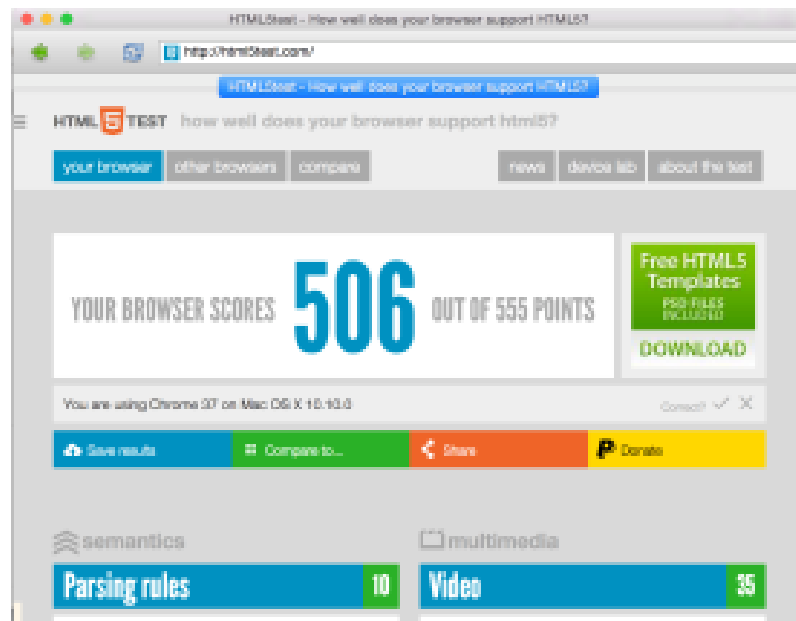 HTML5test - How well does your browser support HTML5?
http://html5test.com/
HTML5test - How well does your browser support HTML5?
HTML 5 TEST how well does your browser support html5?
your browser other browsers compare news device lab about the test
YOUR BROWSER SCORES 506 OUT OF 555 POINTS
Free HTML5
Templates
PSD FILES
INCLUDED
DOWNLOAD
You are using Chrome 37 on Mac OS X 10.10.0 Correct?
Save results Compare to... Share Donate
semantics multimedia
Parsing rules 10 Video 35